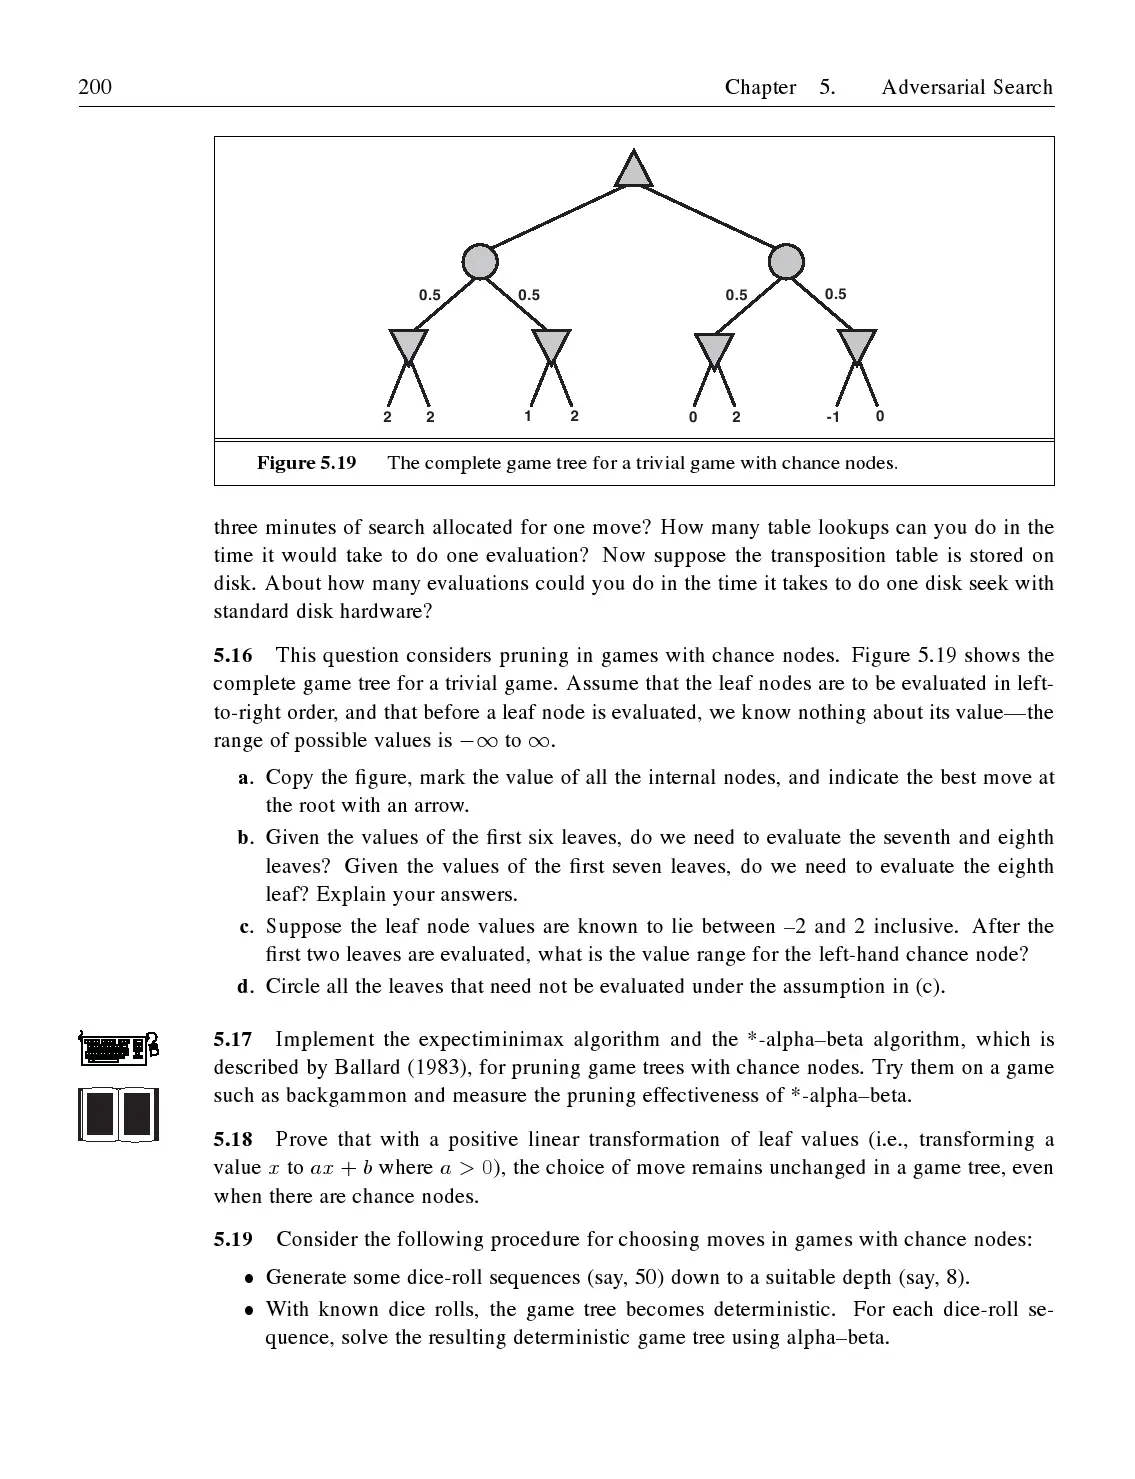 200 Chapter 5. Adversarial Search
0.5 0.5 0.5 0.5
2 2 1 2 0 2 -1 0
Figure 5.19 The complete game tree for a trivial game with chance nodes.
three minutes of search allocated for one move? How many table lookups can you do in the
time it would take to do one evaluation? Now suppose the transposition table is stored on
disk. About how many evaluations could you do in the time it takes to do one disk seek with
standard disk hardware?
5.16 This question considers pruning in games with chance nodes. Figure 5.19 shows the
complete game tree for a trivial game. Assume that the leaf nodes are to be evaluated in left-
to-right order, and that before a leaf node is evaluated, we know nothing about its value—the
range of possible values is −∞ to ∞.
a. Copy the figure, mark the value of all the internal nodes, and indicate the best move at
the root with an arrow.
b. Given the values of the first six leaves, do we need to evaluate the seventh and eighth
leaves? Given the values of the first seven leaves, do we need to evaluate the eighth
leaf? Explain your answers.
c. Suppose the leaf node values are known to lie between –2 and 2 inclusive. After the
first two leaves are evaluated, what is the value range for the left-hand chance node?
d. Circle all the leaves that need not be evaluated under the assumption in (c).
5.17 Implement the expectiminimax algorithm and the *-alpha–beta algorithm, which is
described by Ballard (1983), for pruning game trees with chance nodes. Try them on a game
such as backgammon and measure the pruning effectiveness of *-alpha–beta.
5.18 Prove that with a positive linear transformation of leaf values (i.e., transforming a
value x to ax + b where a > 0), the choice of move remains unchanged in a game tree, even
when there are chance nodes.
5.19 Consider the following procedure for choosing moves in games with chance nodes:
• Generate some dice-roll sequences (say, 50) down to a suitable depth (say, 8).
• With known dice rolls, the game tree becomes deterministic. For each dice-roll se-
quence, solve the resulting deterministic game tree using alpha–beta.